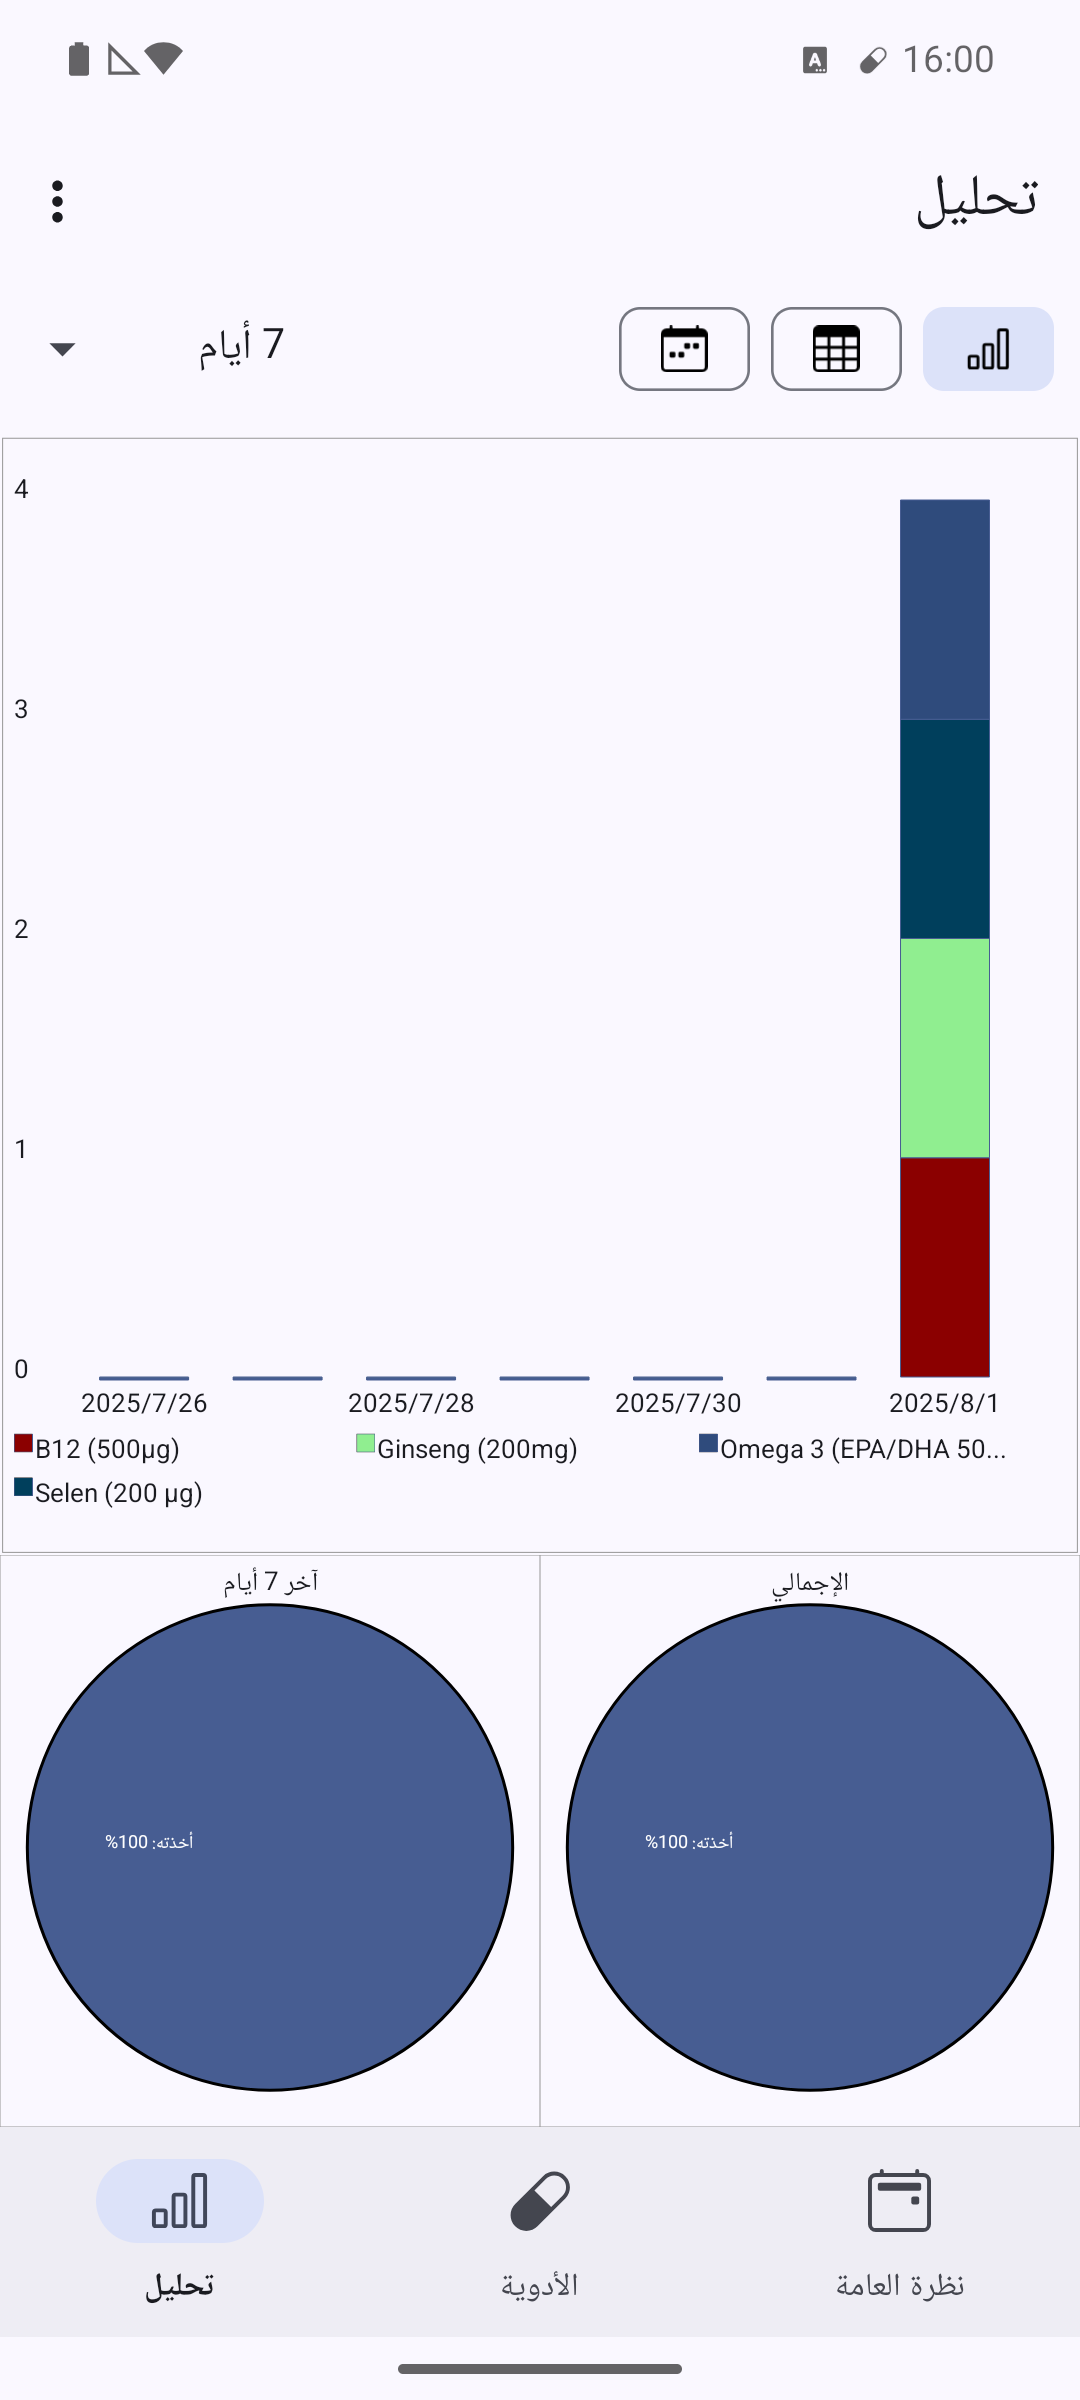 16:00
تحليل
7 أيام
4
3
2
1
0
2025/7/26 2025/7/28 2025/7/30 2025/8/1
B12 (500µg) Ginseng (200mg) Omega 3 (EPA/DHA 50...
Selen (200 µg)
الإجمالي
أخذته: 100%
آخر 7 أيام
أخذته: 100%
نظرة العامة
الأدوية
تحليل